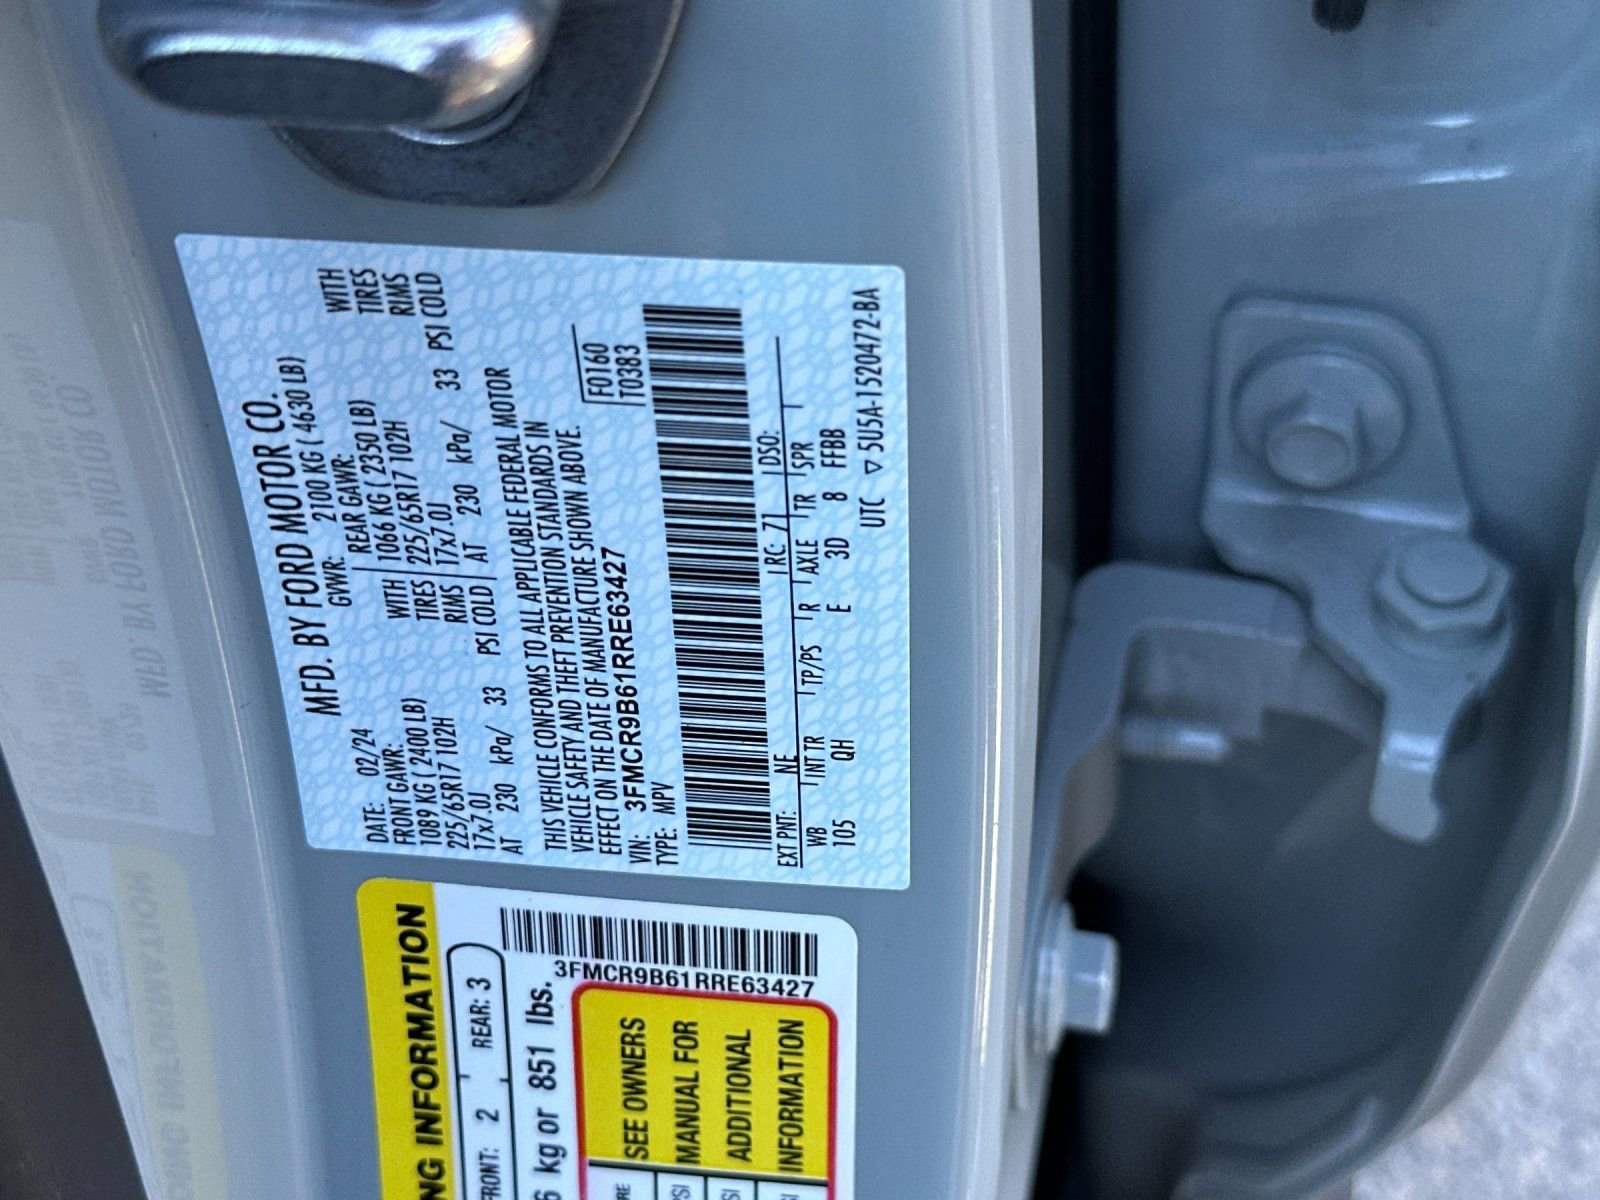 MFD. BY FORD MOTOR CO.
DATE: 02/24 GVWR: 2100 KG ( 4630 LB)
FRONT GAWR: REAR GAWR: WITH
1089 KG ( 2400 LB) WITH 1066 KG ( 2350 LB) TIRES
225/65R17 102H TIRES 225/65R17 102H RIMS
17x7.0J RIMS 17x7.0J
AT 230 kPa/ 33 PSI COLD AT 230 kPa/ 33 PSI COLD
THIS VEHICLE CONFORMS TO ALL APPLICABLE FEDERAL MOTOR
VEHICLE SAFETY AND THEFT PREVENTION STANDARDS IN
EFFECT ON THE DATE OF MANUFACTURE SHOWN ABOVE.
VIN: 3FMCR9B61RRE63427 F0160
TYPE: MPV T0383
EXT PNT: NE RC: 71 DSO:
WB INT TR TP/PS R AXLE TR SPR
105 QH E 3D 8 FFBB
UTC ▽ 5U5A-1520472-BA
NG INFORMATION
FRONT: 2 REAR: 3
6 kg or 851 lbs.
3FMCR9B61RRE63427
SEE OWNERS
MANUAL FOR
ADDITIONAL
INFORMATION